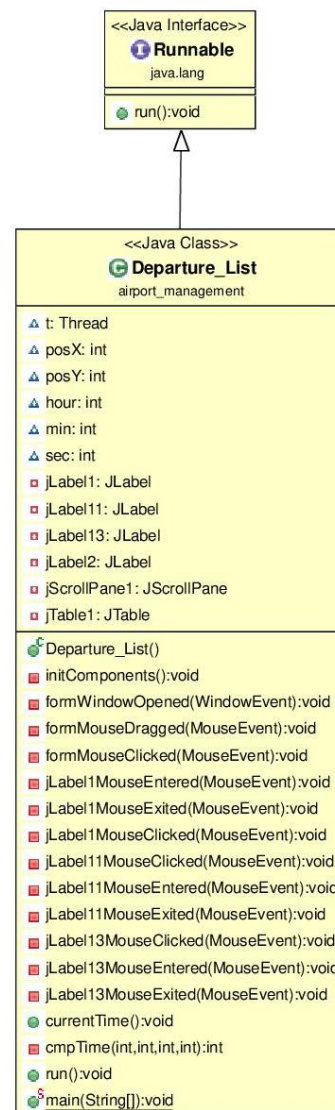 <<Java Interface>>
Runnable
java.lang
run():void
<<Java Class>>
Departure_List
airport_management
t: Thread
posX: int
posY: int
hour: int
min: int
sec: int
jLabel1: JLabel
jLabel11: JLabel
jLabel13: JLabel
jLabel2: JLabel
jScrollPane1: JScrollPane
jTable1: JTable
Departure_List()
initComponents():void
formWindowOpened(WindowEvent):void
formMouseDragged(MouseEvent):void
formMouseClicked(MouseEvent):void
jLabel1MouseEntered(MouseEvent):void
jLabel1MouseExited(MouseEvent):void
jLabel1MouseClicked(MouseEvent):void
jLabel11MouseClicked(MouseEvent):void
jLabel11MouseEntered(MouseEvent):void
jLabel11MouseExited(MouseEvent):void
jLabel13MouseClicked(MouseEvent):void
jLabel13MouseEntered(MouseEvent):void
jLabel13MouseExited(MouseEvent):void
currentTime():void
cmpTime(int,int,int,int):int
run():void
main(String[]):void